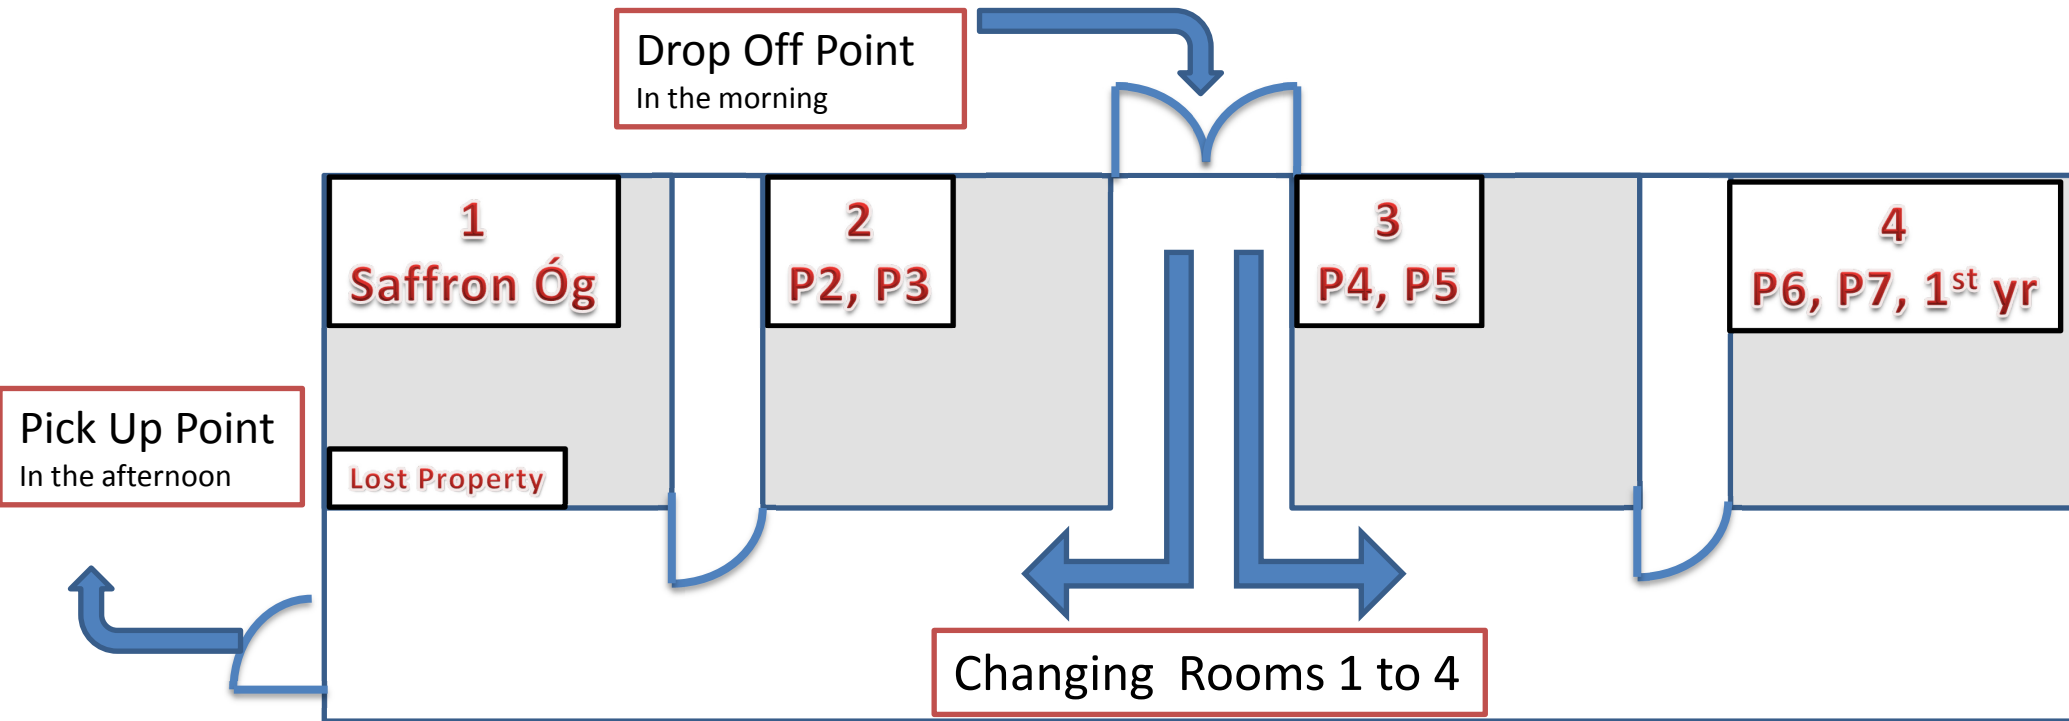 Drop Off Point
In the morning
1
Saffron Óg
2
P2, P3
3
P4, P5
4
P6, P7, 1st yr
Pick Up Point
In the afternoon
Lost Property
Changing Rooms 1 to 4